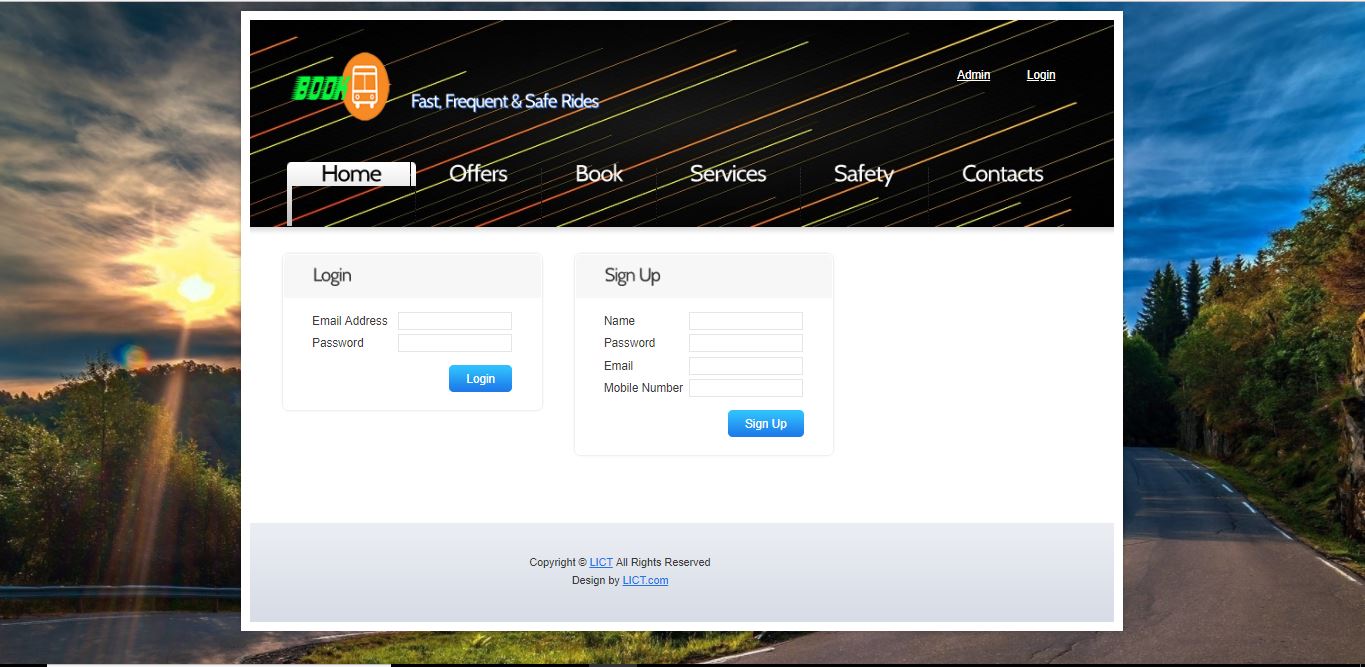 BOOK
Fast, Frequent & Safe Rides
Admin Login
Home Offers Book Services Safety Contacts
Login
Email Address
Password
Login
Sign Up
Name
Password
Email
Mobile Number
Sign Up
Copyright © LICT All Rights Reserved
Design by LICT.com